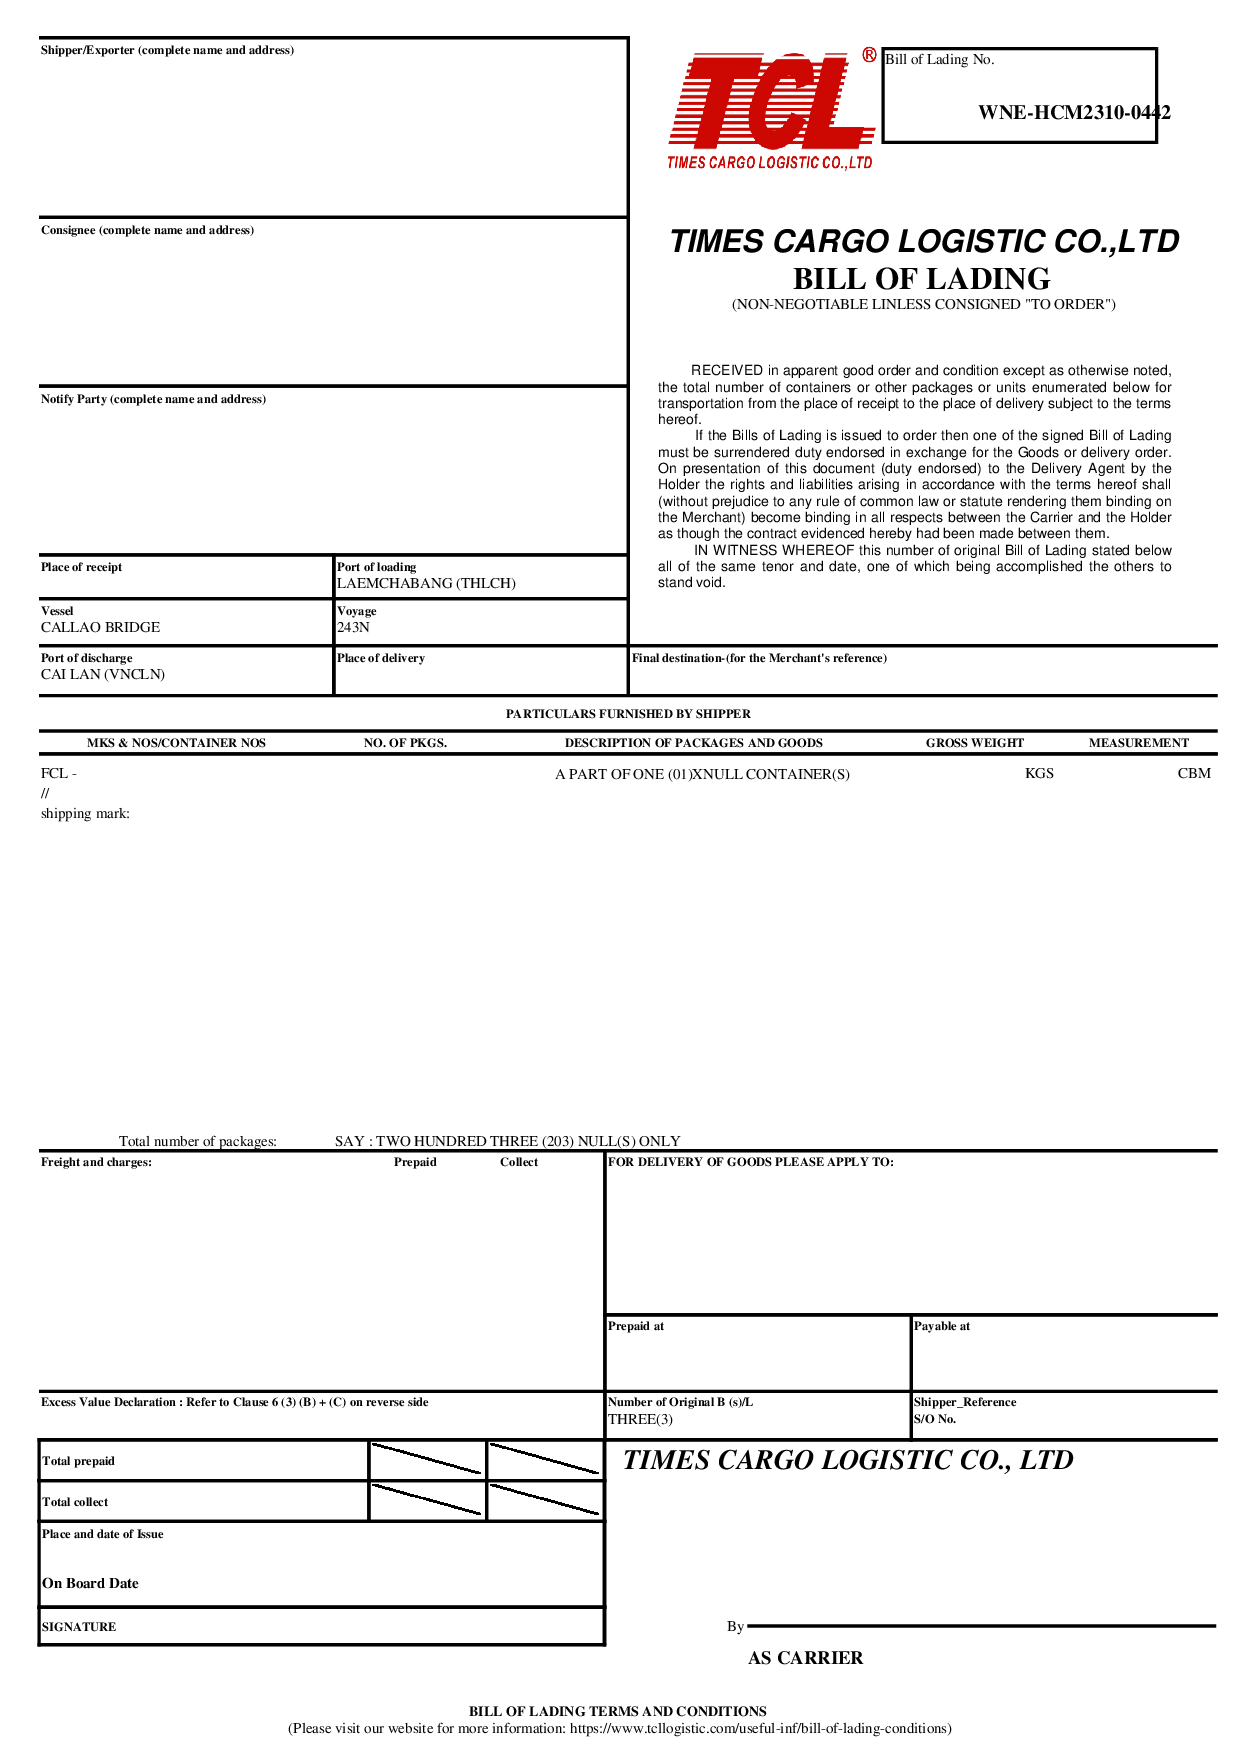 Shipper/Exporter (complete name and address)
TCL ®
TIMES CARGO LOGISTIC CO.,LTD
Bill of Lading No.
WNE-HCM2310-0442
Consignee (complete name and address)
TIMES CARGO LOGISTIC CO.,LTD
BILL OF LADING
(NON-NEGOTIABLE LINLESS CONSIGNED "TO ORDER")
Notify Party (complete name and address)
RECEIVED in apparent good order and condition except as otherwise noted,
the total number of containers or other packages or units enumerated below for
transportation from the place of receipt to the place of delivery subject to the terms
hereof.
If the Bills of Lading is issued to order then one of the signed Bill of Lading
must be surrendered duty endorsed in exchange for the Goods or delivery order.
On presentation of this document (duty endorsed) to the Delivery Agent by the
Holder the rights and liabilities arising in accordance with the terms hereof shall
(without prejudice to any rule of common law or statute rendering them binding on
the Merchant) become binding in all respects between the Carrier and the Holder
as though the contract evidenced hereby had been made between them.
IN WITNESS WHEREOF this number of original Bill of Lading stated below
all of the same tenor and date, one of which being accomplished the others to
stand void.
Place of receipt
Port of loading
LAEMCHABANG (THLCH)
Vessel
CALLAO BRIDGE
Voyage
243N
Port of discharge
CAI LAN (VNCLN)
Place of delivery
Final destination-(for the Merchant's reference)
PARTICULARS FURNISHED BY SHIPPER
MKS & NOS/CONTAINER NOS NO. OF PKGS. DESCRIPTION OF PACKAGES AND GOODS GROSS WEIGHT MEASUREMENT
FCL - A PART OF ONE (01)XNULL CONTAINER(S) KGS CBM
//
shipping mark:
Total number of packages: SAY : TWO HUNDRED THREE (203) NULL(S) ONLY
Freight and charges: Prepaid Collect
FOR DELIVERY OF GOODS PLEASE APPLY TO:
Prepaid at
Payable at
Excess Value Declaration : Refer to Clause 6 (3) (B) + (C) on reverse side
Number of Original B (s)/L
THREE(3)
Shipper_Reference
S/O No.
Total prepaid
TIMES CARGO LOGISTIC CO., LTD
Total collect
Place and date of Issue
On Board Date
SIGNATURE
By
AS CARRIER
BILL OF LADING TERMS AND CONDITIONS
(Please visit our website for more information: https://www.tcllogistic.com/useful-inf/bill-of-lading-conditions)